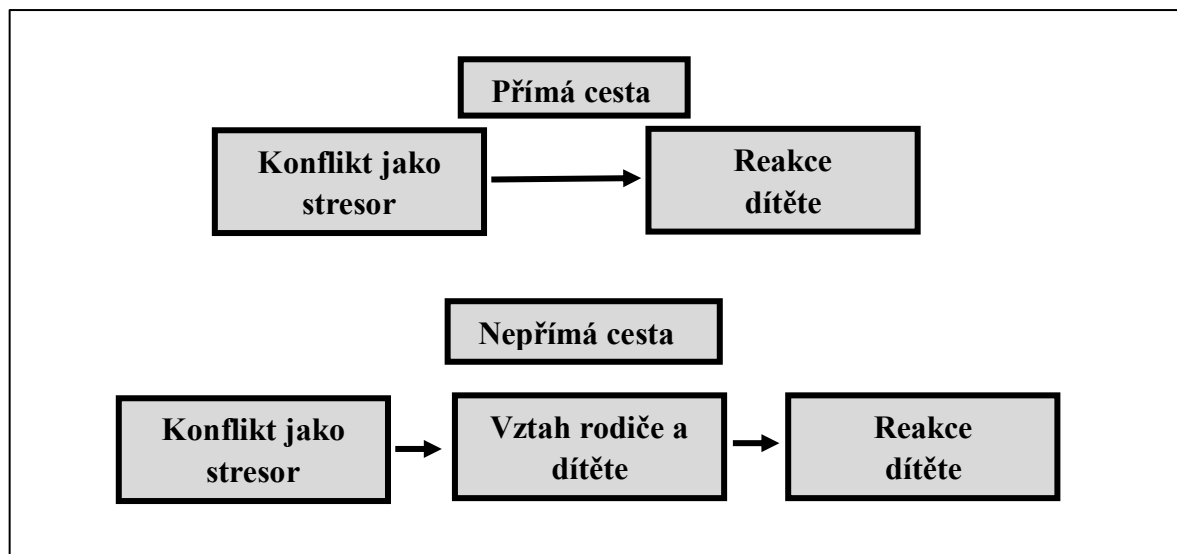 Přímá cesta
Konflikt jako
stresor
Reakce
dítěte
Nepřímá cesta
Konflikt jako
stresor
Vztah rodiče a
dítěte
Reakce
dítěte